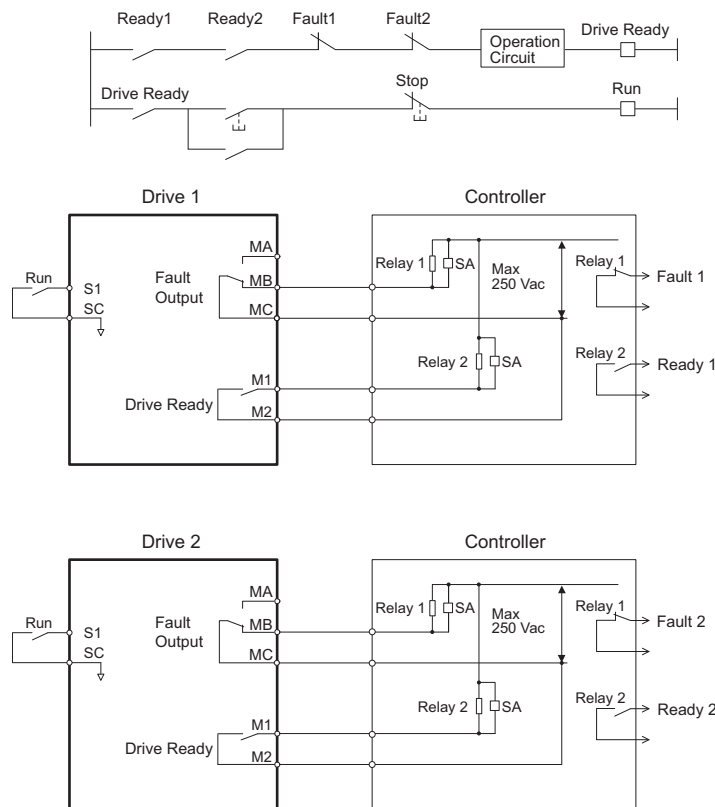 Ready1 Ready2 Fault1 Fault2 Operation Circuit Drive Ready
Drive Ready Stop Run
Drive 1 Controller
MA
Run S1 Fault Output MB Relay 1 SA Max 250 Vac Relay 1 Fault 1
SC MC
Relay 2 SA Relay 2 Ready 1
Drive Ready M1
M2
Drive 2 Controller
MA
Run S1 Fault Output MB Relay 1 SA Max 250 Vac Relay 1 Fault 2
SC MC
Relay 2 SA Relay 2 Ready 2
Drive Ready M1
M2